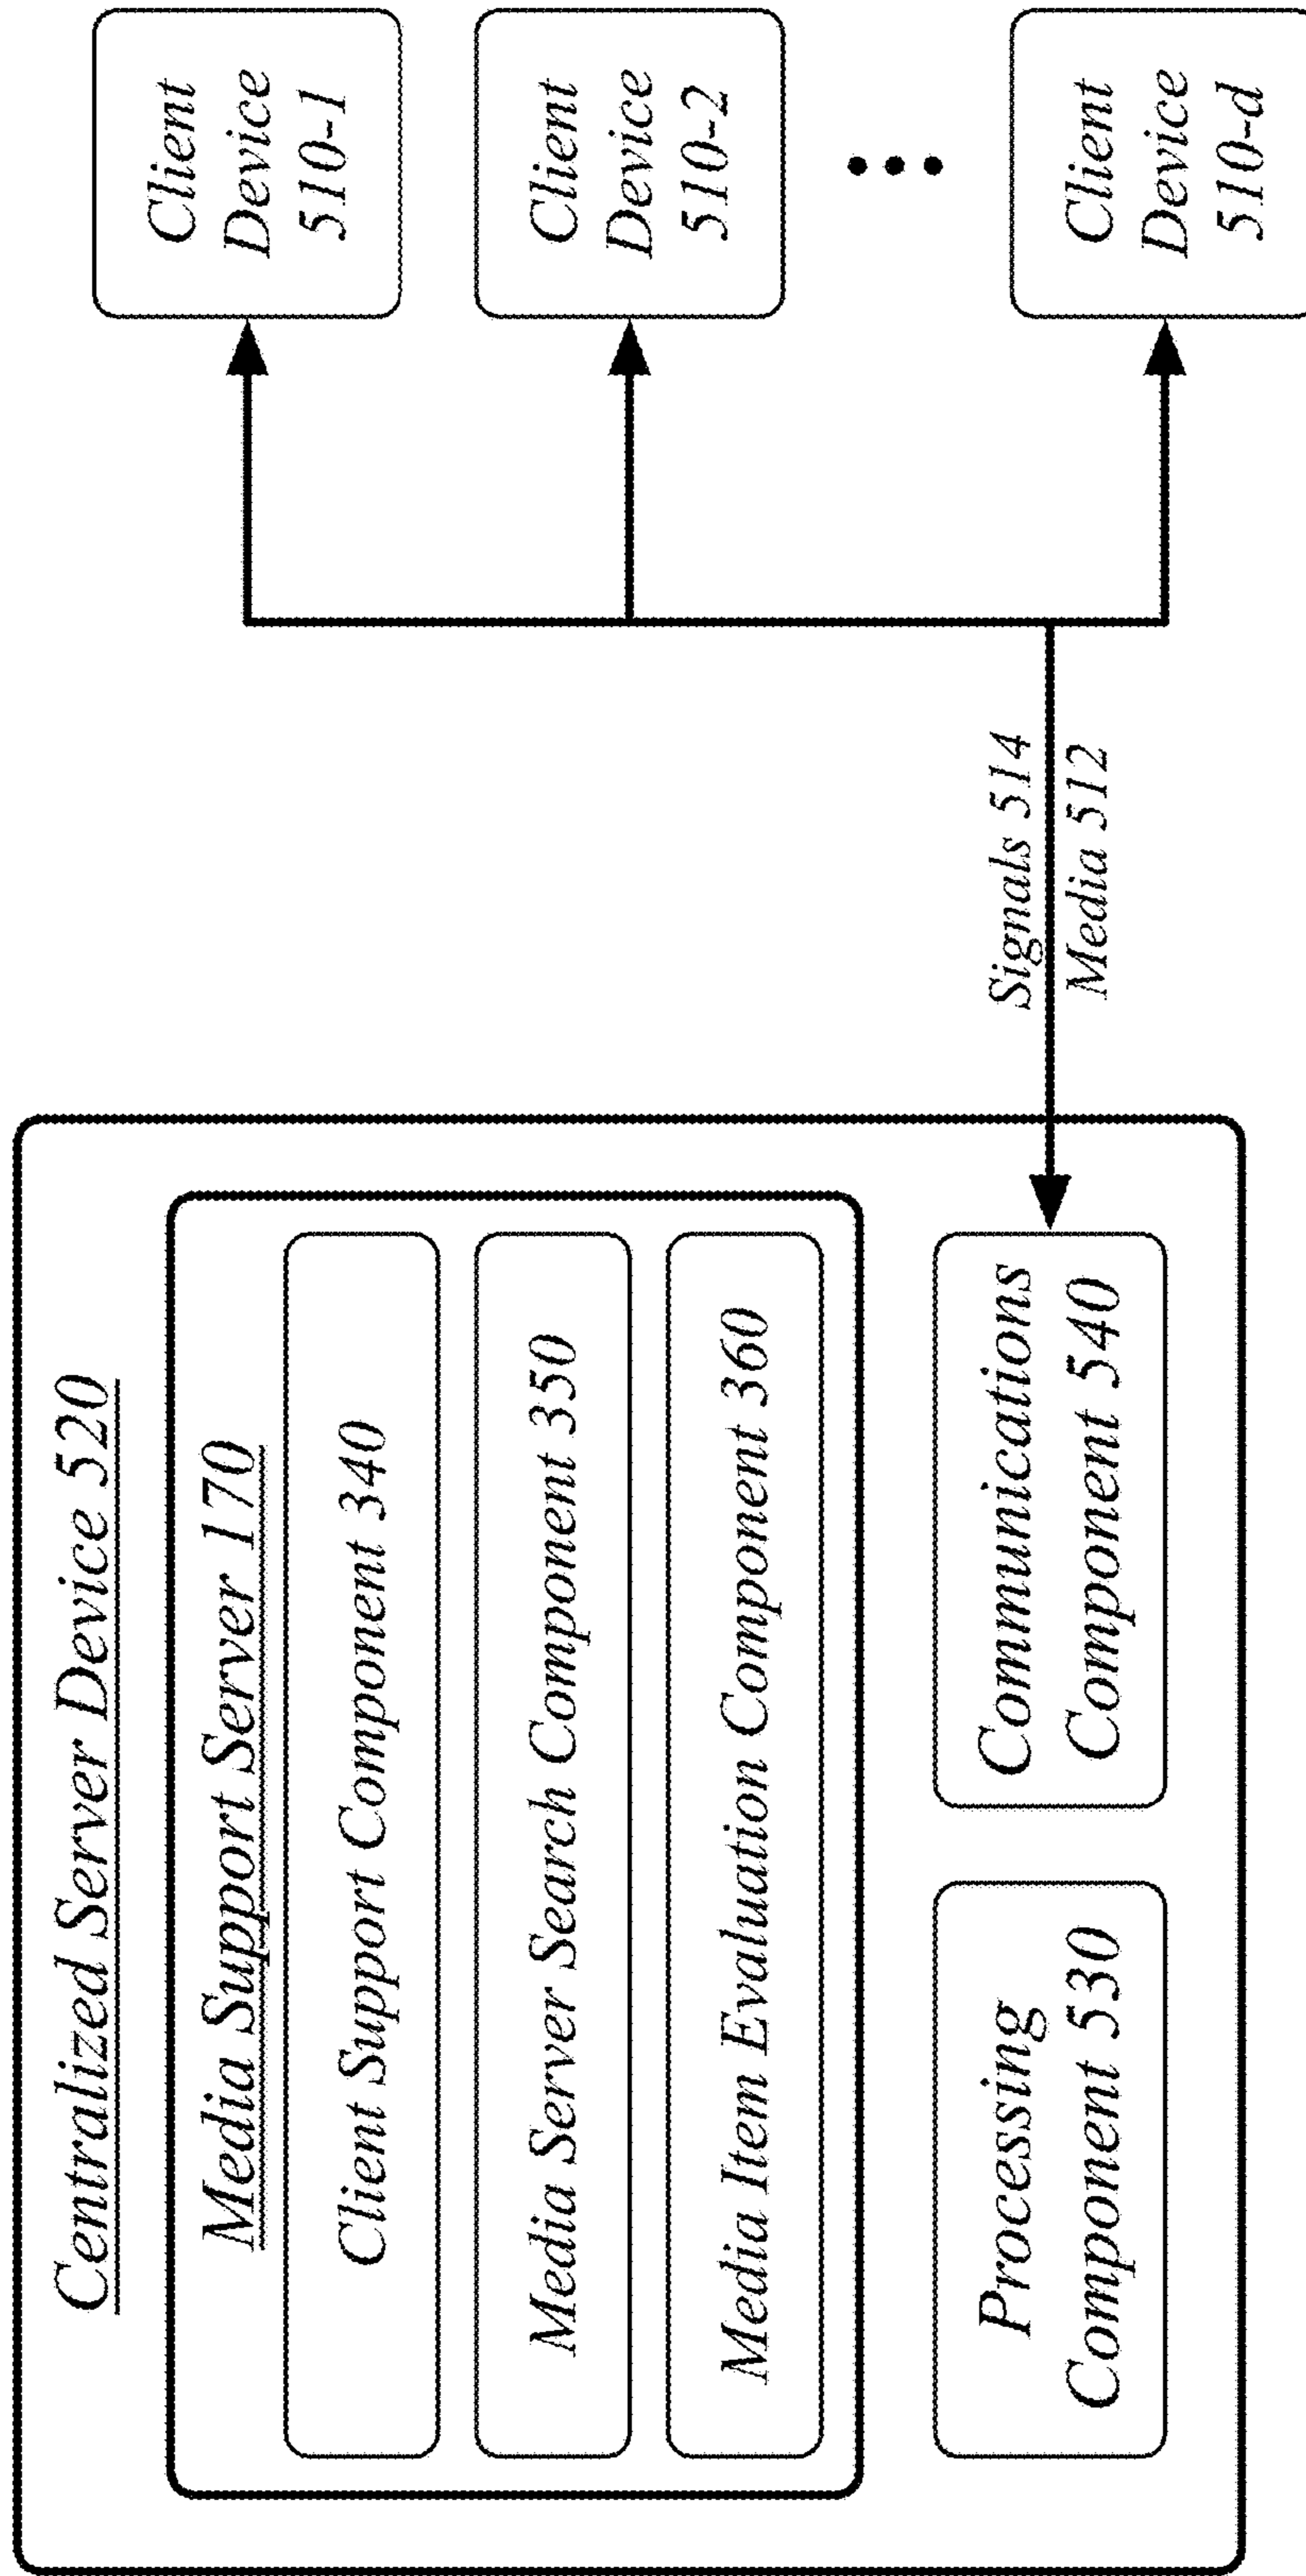 Centralized Server Device 520
Media Support Server 170
Client Support Component 340
Media Server Search Component 350
Media Item Evaluation Component 360
Processing
Component 530
Communications
Component 540
Signals 514
Media 512
Client
Device
510-1
Client
Device
510-2
Client
Device
510-d